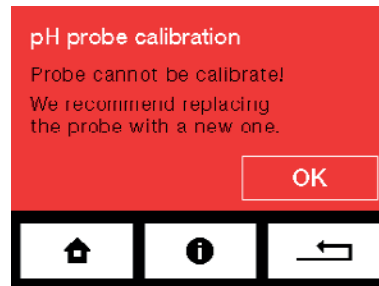 pH probe calibration
Probe cannot be calibrate!
We recommend replacing
the probe with a new one.
OK